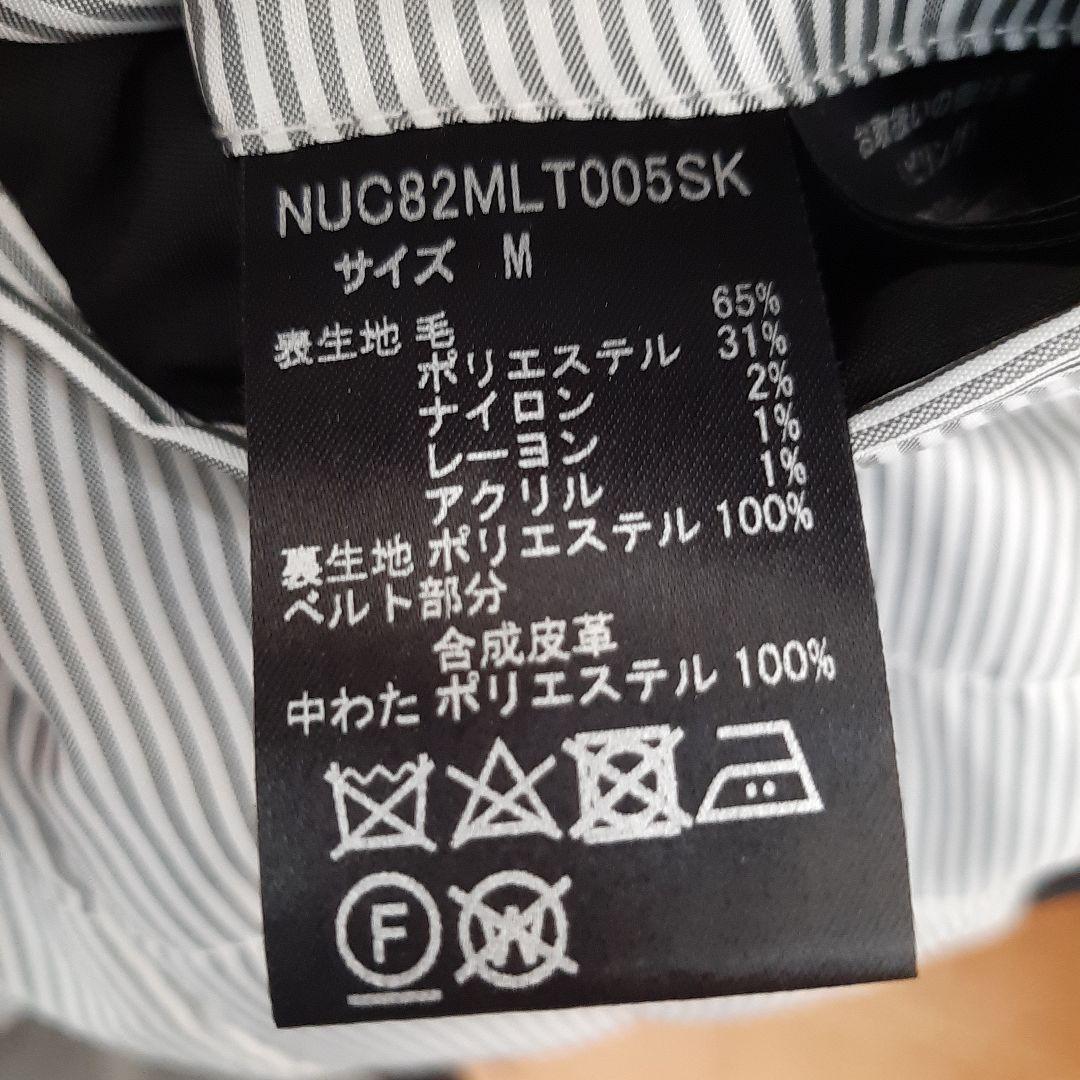 NUC82MLT005SK
サイズ M
表生地 毛 65%
ポリエステル 31%
ナイロン 2%
レーヨン 1%
アクリル 1%
裏生地 ポリエステル 100%
ベルト部分
合成皮革
中わた ポリエステル 100%
F
W